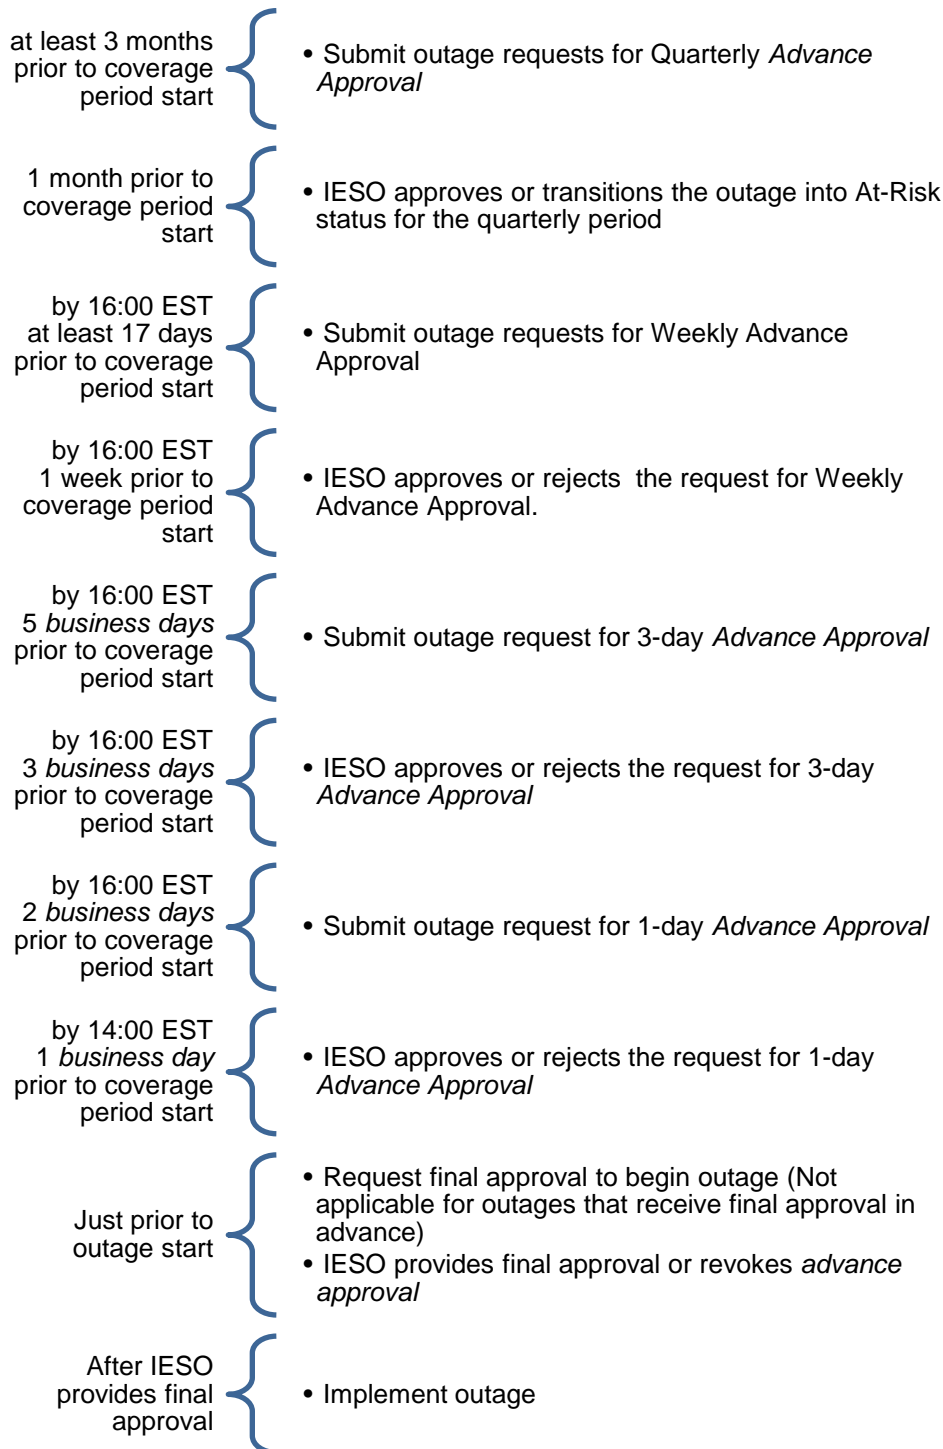 at least 3 months
prior to coverage
period start
• Submit outage requests for Quarterly Advance
Approval
1 month prior to
coverage period
start
• IESO approves or transitions the outage into At-Risk
status for the quarterly period
by 16:00 EST
at least 17 days
prior to coverage
period start
• Submit outage requests for Weekly Advance
Approval
by 16:00 EST
1 week prior to
coverage period
start
• IESO approves or rejects  the request for Weekly
Advance Approval.
by 16:00 EST
5 business days
prior to coverage
period start
• Submit outage request for 3-day Advance Approval
by 16:00 EST
3 business days
prior to coverage
period start
• IESO approves or rejects the request for 3-day
Advance Approval
by 16:00 EST
2 business days
prior to coverage
period start
• Submit outage request for 1-day Advance Approval
by 14:00 EST
1 business day
prior to coverage
period start
• IESO approves or rejects the request for 1-day
Advance Approval
Just prior to
outage start
• Request final approval to begin outage (Not
applicable for outages that receive final approval in
advance)
• IESO provides final approval or revokes advance
approval
After IESO
provides final
approval
• Implement outage